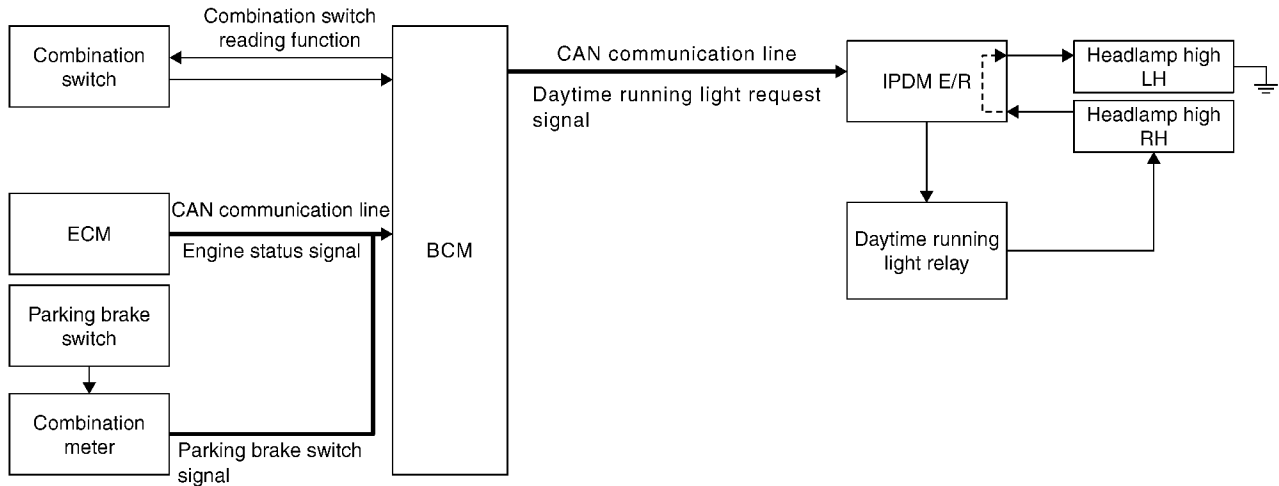 Combination switch
reading function
Combination
switch
CAN communication line
Daytime running light request
signal
IPDM E/R
Headlamp high
LH
Headlamp high
RH
ECM
CAN communication line
Engine status signal
BCM
Daytime running
light relay
Parking brake
switch
Combination
meter
Parking brake switch
signal